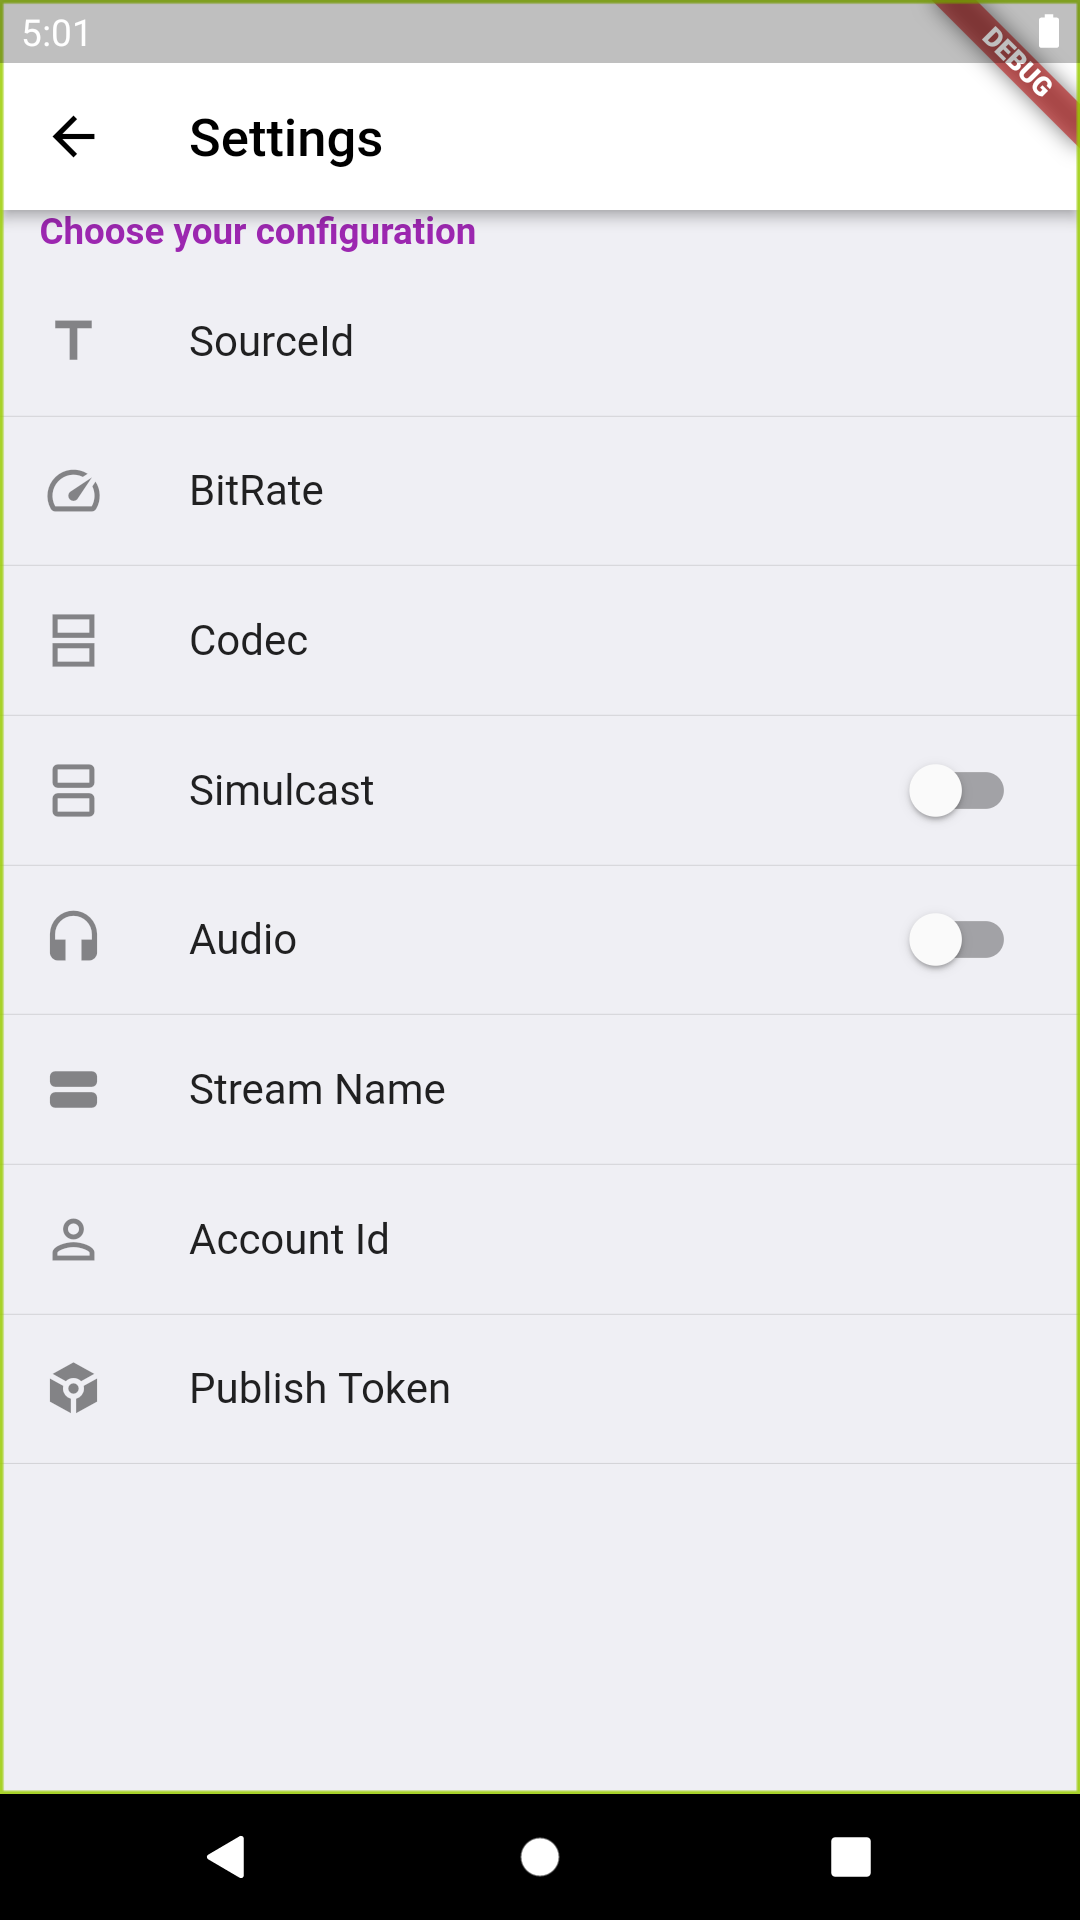 5:01
DEBUG
Settings
Choose your configuration
SourceId
BitRate
Codec
Simulcast
Audio
Stream Name
Account Id
Publish Token